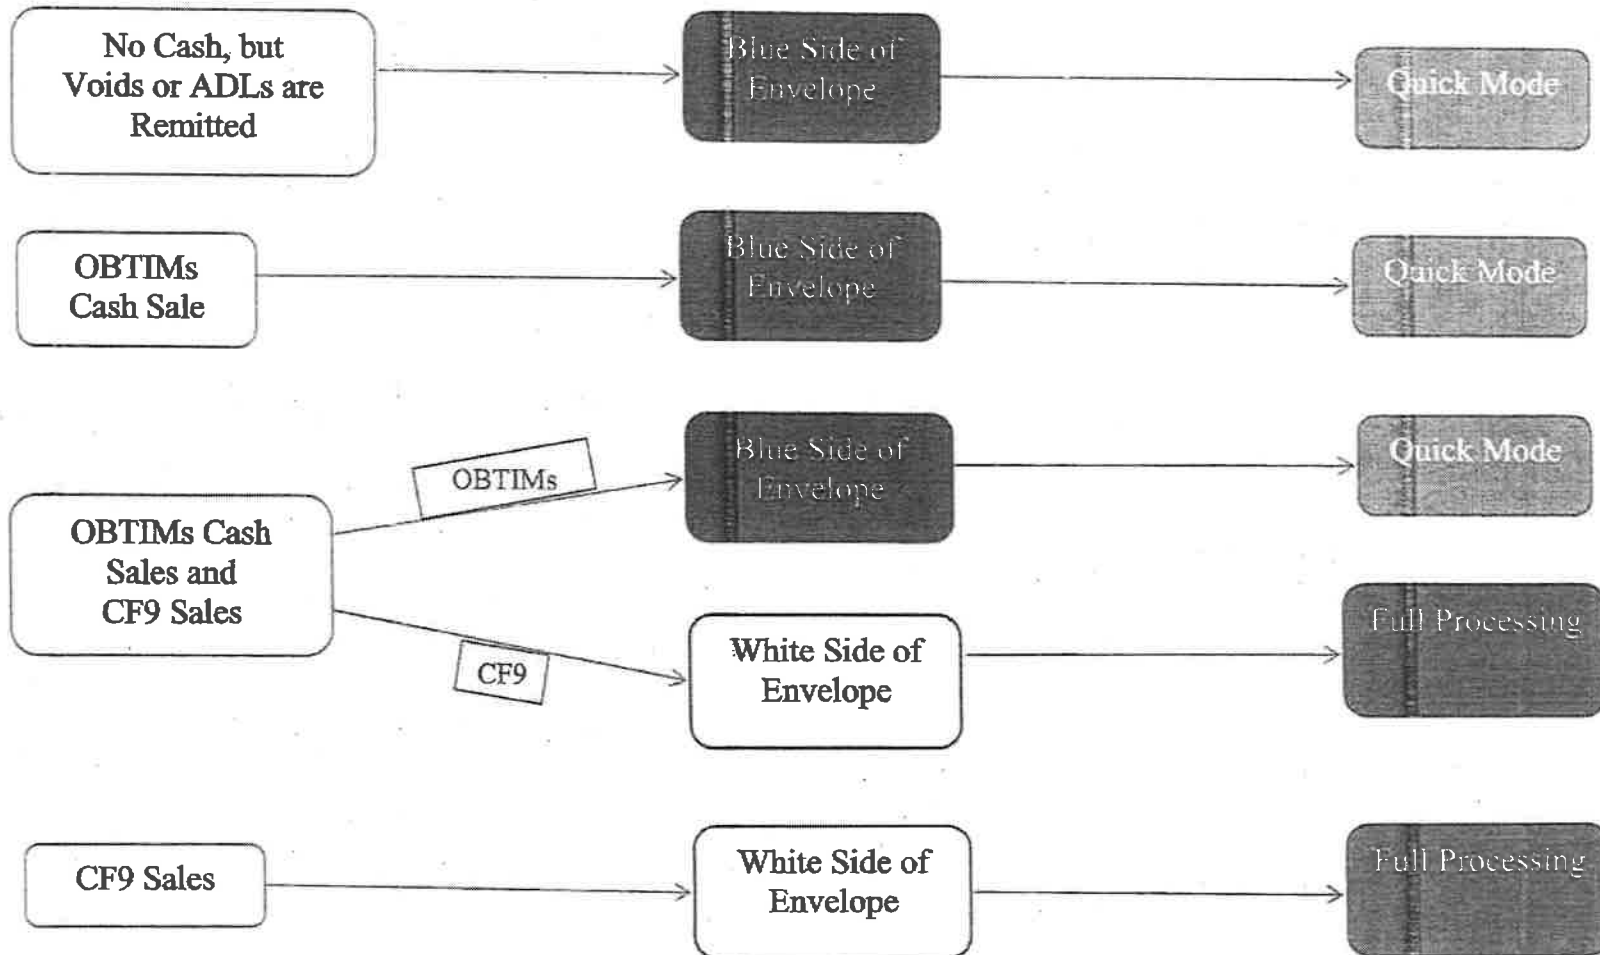 No Cash, but
Voids or ADLs are
Remitted
Blue Side of
Envelope
Quick Mode
OBTIMs
Cash Sale
Blue Side of
Envelope
Quick Mode
OBTIMs Cash
Sales and
CF9 Sales
OBTIMs
Blue Side of
Envelope
Quick Mode
CF9
White Side of
Envelope
Full Processing
CF9 Sales
White Side of
Envelope
Full Processing